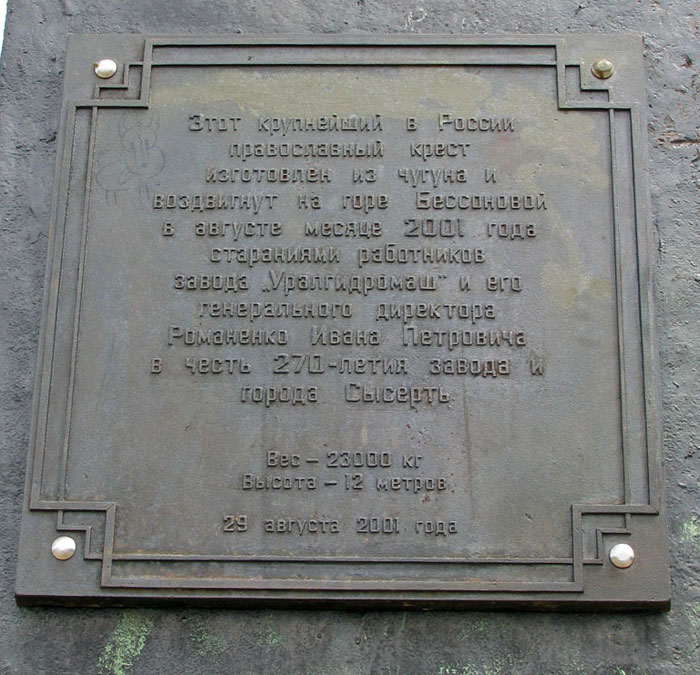 Этот крупнейший в России
православный крест
изготовлен из чугуна и
воздвигнут на горе Бессоновой
в августе месяце 2001 года
стараниями работников
завода „Уралгидромаш" и его
генерального директора
Романенко Ивана Петровича
в честь 270-летия завода и
города Сысерть
Вес – 23000 кг
Высота – 12 метров
29 августа 2001 года